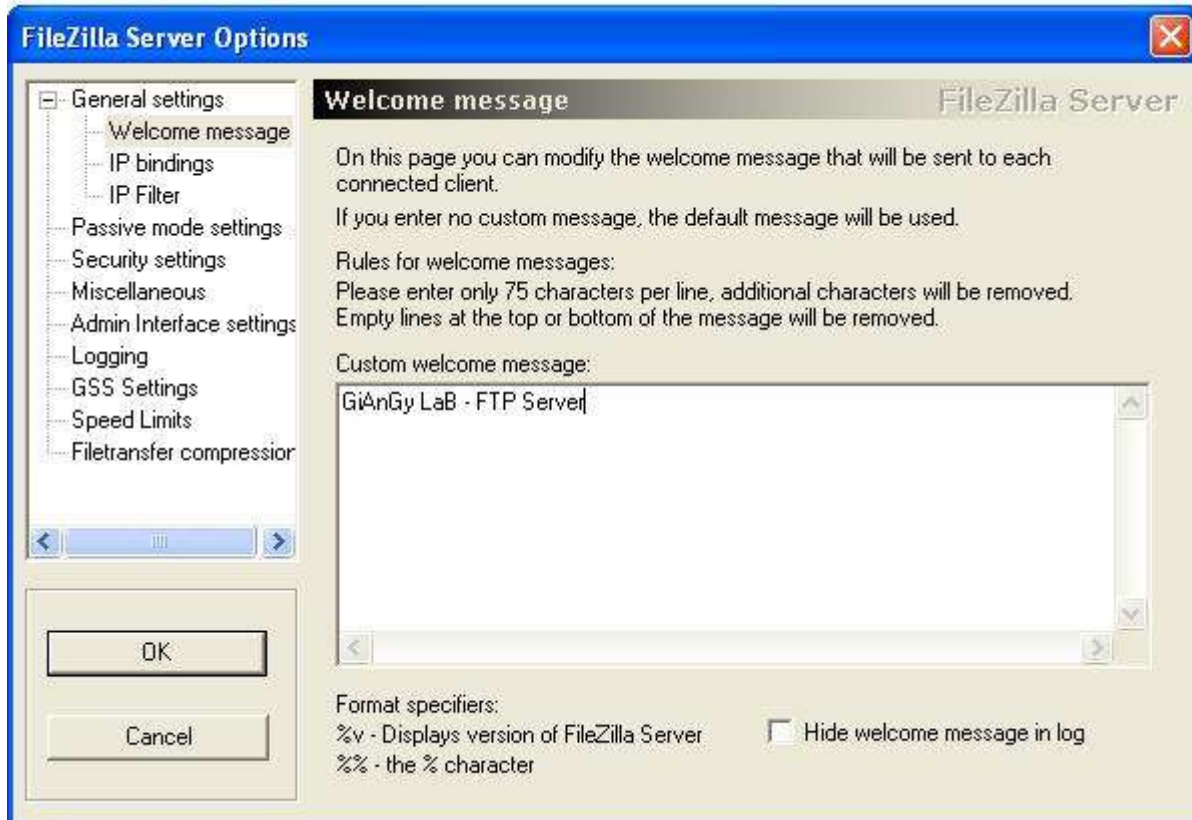 FileZilla Server Options
General settings
Welcome message
IP bindings
IP Filter
Passive mode settings
Security settings
Miscellaneous
Admin Interface settings
Logging
GSS Settings
Speed Limits
Filetransfer compression
OK
Cancel
Welcome message FileZilla Server
On this page you can modify the welcome message that will be sent to each
connected client.
If you enter no custom message, the default message will be used.
Rules for welcome messages:
Please enter only 75 characters per line, additional characters will be removed.
Empty lines at the top or bottom of the message will be removed.
Custom welcome message:
GiAnGy LaB - FTP Server
Format specifiers:
%v - Displays version of FileZilla Server
%% - the % character
Hide welcome message in log